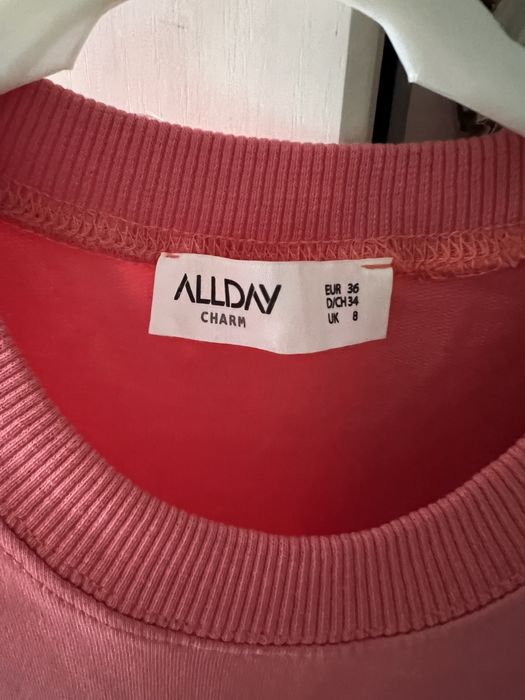 ALLDAY
CHARM
EUR 36
D/CH 34
UK 8